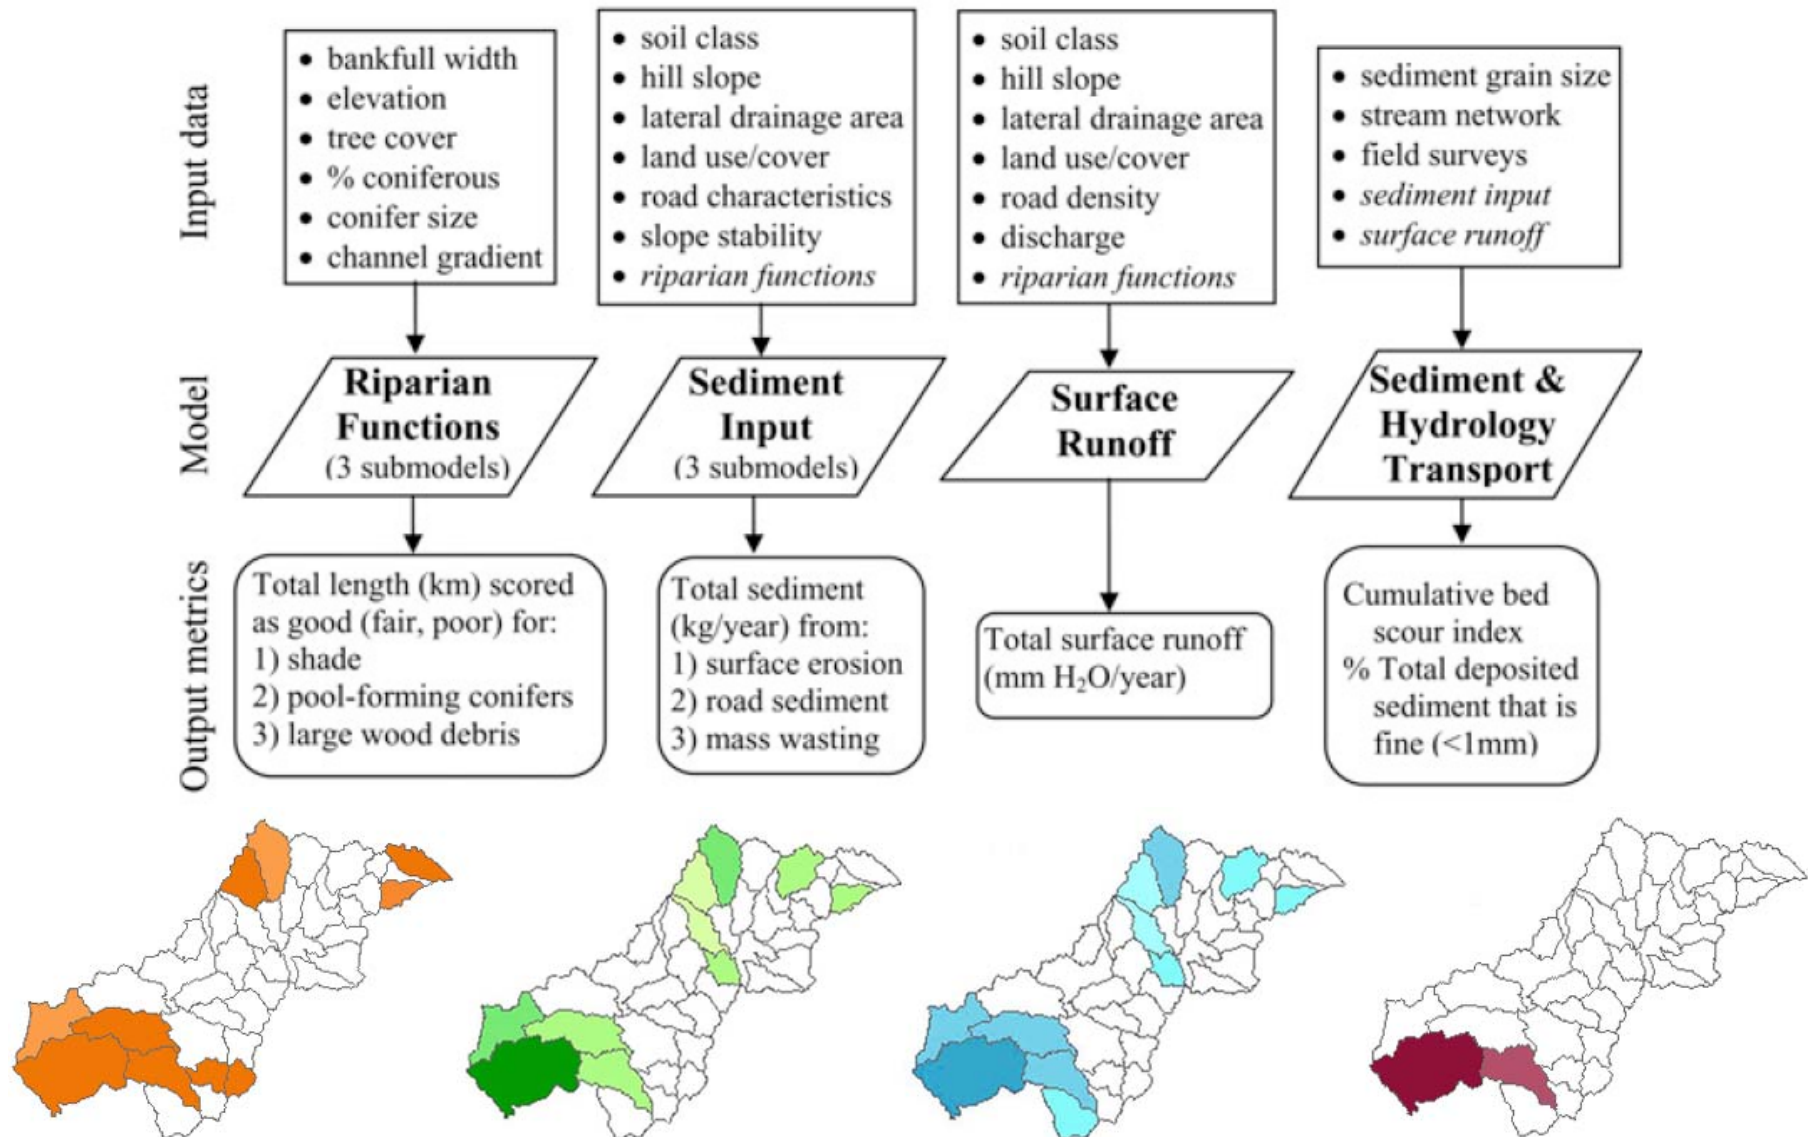 Input data
• bankfull width
• elevation
• tree cover
• % coniferous
• conifer size
• channel gradient
• soil class
• hill slope
• lateral drainage area
• land use/cover
• road characteristics
• slope stability
• riparian functions
• soil class
• hill slope
• lateral drainage area
• land use/cover
• road density
• discharge
• riparian functions
• sediment grain size
• stream network
• field surveys
• sediment input
• surface runoff
Model
Riparian
Functions
(3 submodels)
Sediment
Input
(3 submodels)
Surface
Runoff
Sediment &
Hydrology
Transport
Output metrics
Total length (km) scored
as good (fair, poor) for:
1) shade
2) pool-forming conifers
3) large wood debris
Total sediment
(kg/year) from:
1) surface erosion
2) road sediment
3) mass wasting
Total surface runoff
(mm H₂O/year)
Cumulative bed
scour index
% Total deposited
sediment that is
fine (<1mm)